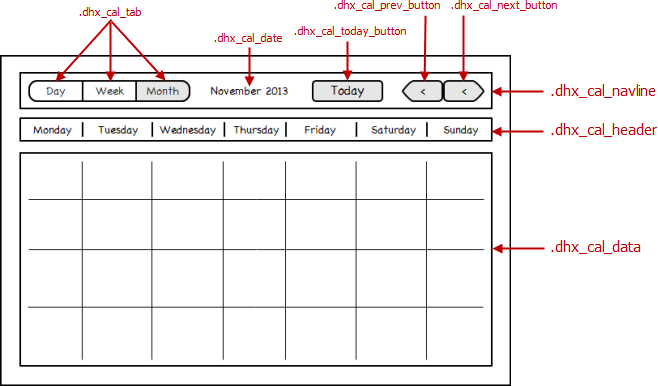 .dhx_cal_tab
.dhx_cal_date
.dhx_cal_today_button
.dhx_cal_prev_button
.dhx_cal_next_button
Day
Week
Month
November 2013
Today
<
<
.dhx_cal_navline
Monday
Tuesday
Wednesday
Thursday
Friday
Saturday
Sunday
.dhx_cal_header
.dhx_cal_data